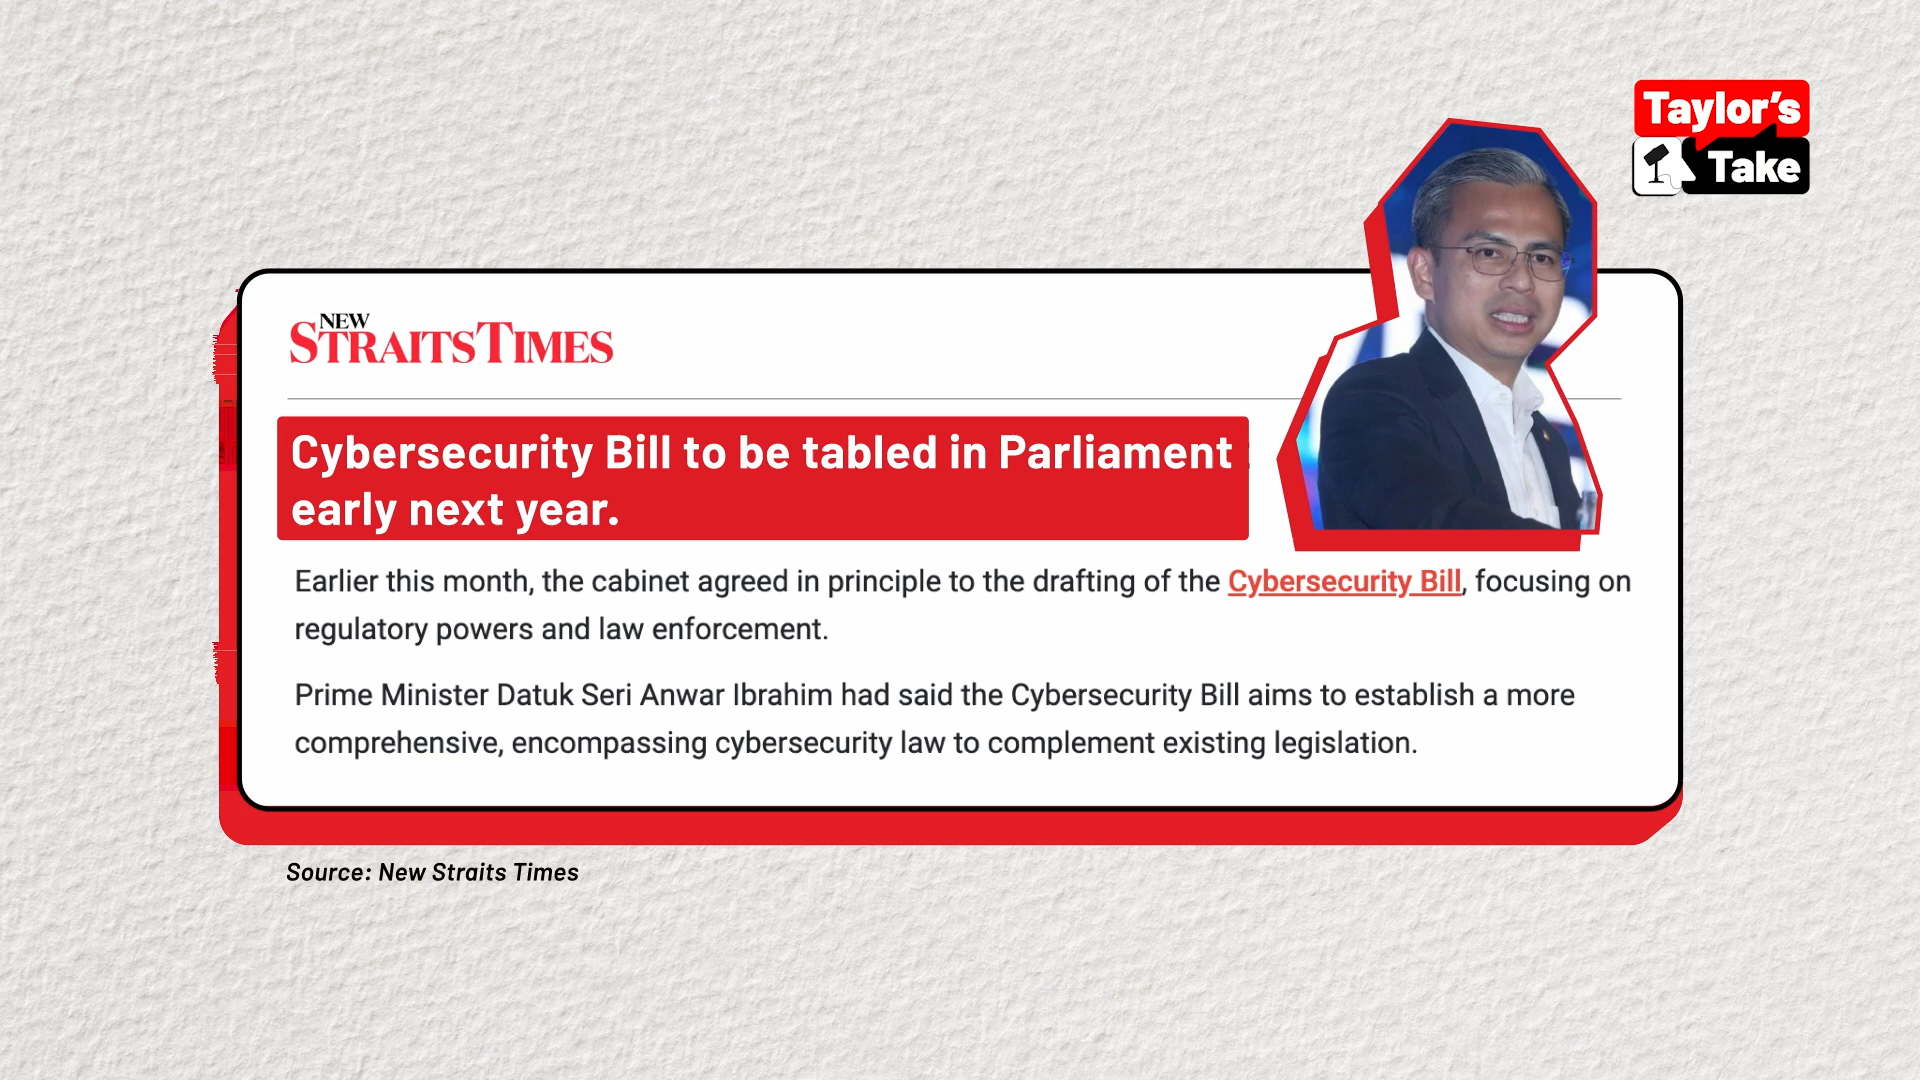 Taylor's
Take
NEW
STRAITS TIMES
Cybersecurity Bill to be tabled in Parliament
early next year.
Earlier this month, the cabinet agreed in principle to the drafting of the Cybersecurity Bill, focusing on
regulatory powers and law enforcement.
Prime Minister Datuk Seri Anwar Ibrahim had said the Cybersecurity Bill aims to establish a more
comprehensive, encompassing cybersecurity law to complement existing legislation.
Source: New Straits Times